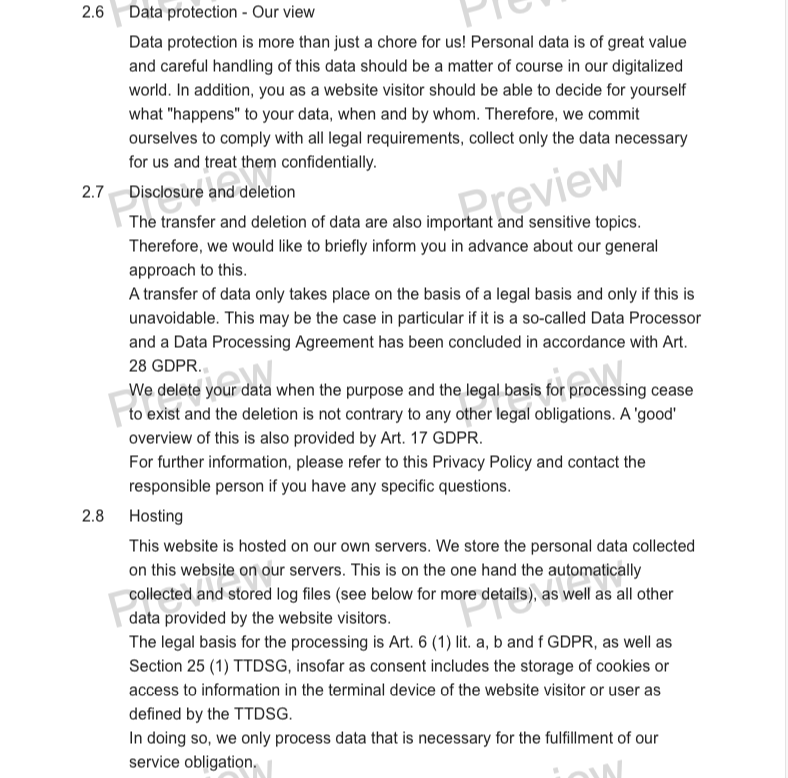 2.6 Data protection - Our view
Data protection is more than just a chore for us! Personal data is of great value
and careful handling of this data should be a matter of course in our digitalized
world. In addition, you as a website visitor should be able to decide for yourself
what "happens" to your data, when and by whom. Therefore, we commit
ourselves to comply with all legal requirements, collect only the data necessary
for us and treat them confidentially.
Preview Preview
2.7 Disclosure and deletion
The transfer and deletion of data are also important and sensitive topics.
Therefore, we would like to briefly inform you in advance about our general
approach to this.
A transfer of data only takes place on the basis of a legal basis and only if this is
unavoidable. This may be the case in particular if it is a so-called Data Processor
and a Data Processing Agreement has been concluded in accordance with Art.
28 GDPR.
Preview Preview
We delete your data when the purpose and the legal basis for processing cease
to exist and the deletion is not contrary to any other legal obligations. A 'good'
overview of this is also provided by Art. 17 GDPR.
For further information, please refer to this Privacy Policy and contact the
responsible person if you have any specific questions.
2.8 Hosting
This website is hosted on our own servers. We store the personal data collected
on this website on our servers. This is on the one hand the automatically
Preview Preview
collected and stored log files (see below for more details), as well as all other
data provided by the website visitors.
The legal basis for the processing is Art. 6 (1) lit. a, b and f GDPR, as well as
Section 25 (1) TTDSG, insofar as consent includes the storage of cookies or
access to information in the terminal device of the website visitor or user as
defined by the TTDSG.
In doing so, we only process data that is necessary for the fulfillment of our
service obligation.